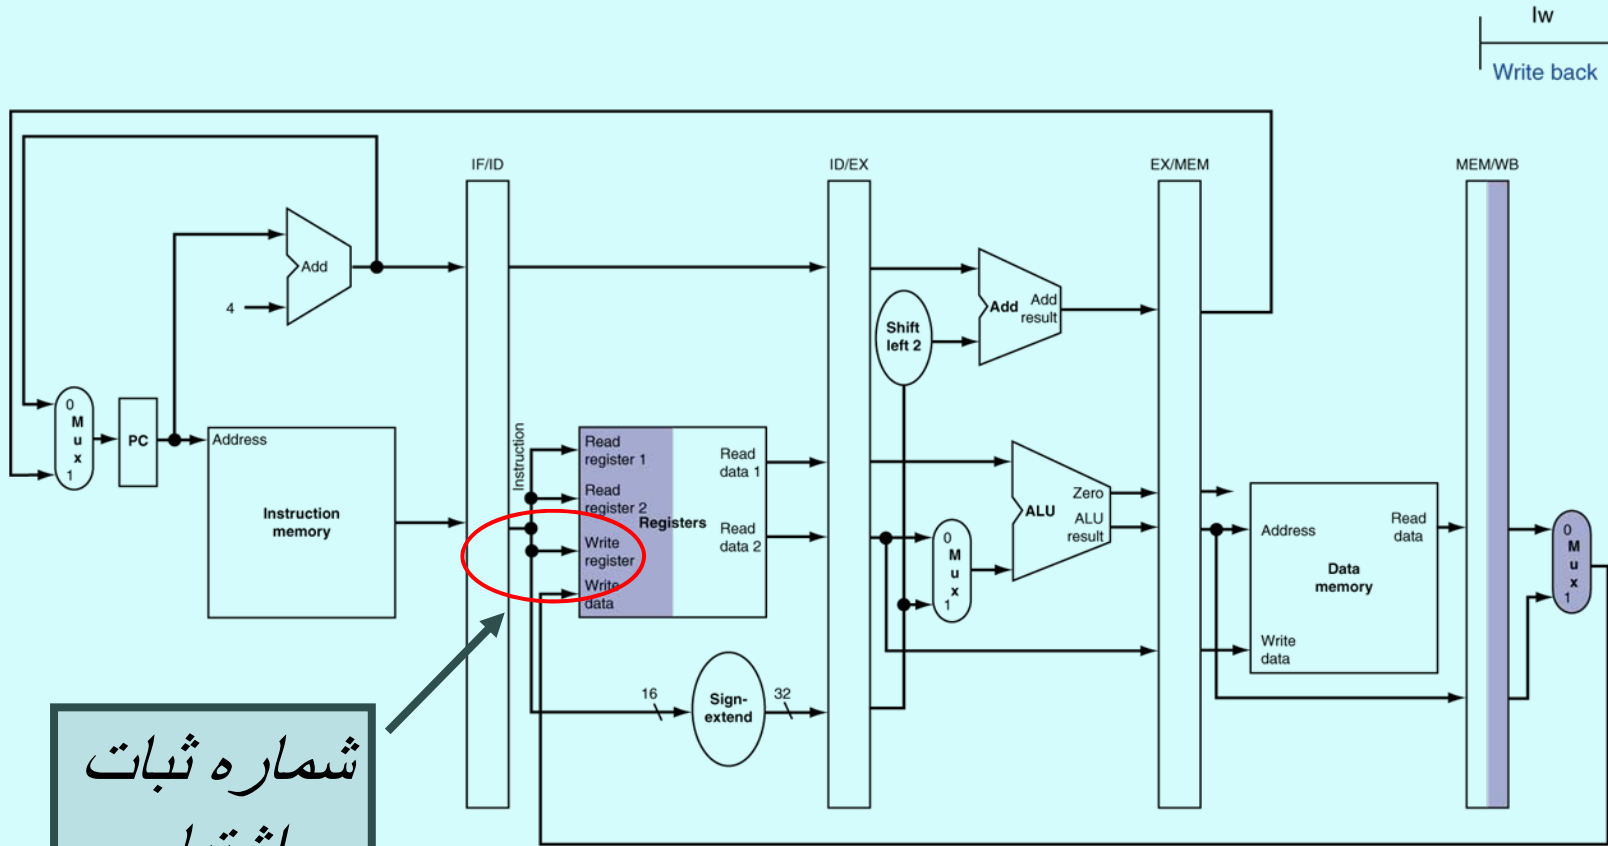 lw
Write back
IF/ID
ID/EX
EX/MEM
MEM/WB
Add
4
Shift
left 2
Add
Add
result
0
M
u
x
1
PC
Address
Instruction
memory
Instruction
Read
register 1
Read
register 2
Write
register
Write
data
Registers
Read
data 1
Read
data 2
16
Sign-
extend
32
0
M
u
x
1
ALU
Zero
ALU
result
Address
Read
data
Data
memory
Write
data
0
M
u
x
1
شماره ثبات